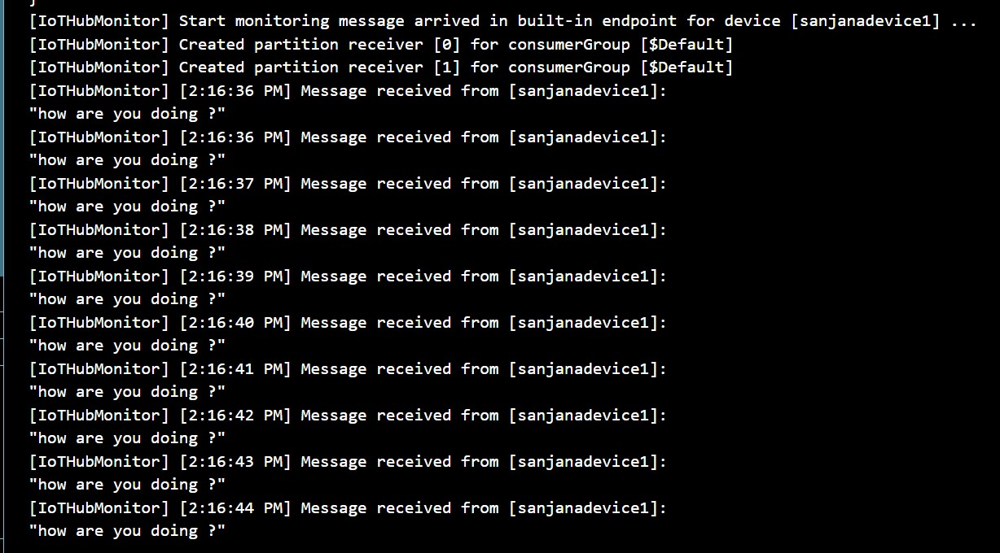 [IoTHubMonitor] Start monitoring message arrived in built-in endpoint for device [sanjanadevice1] ...
[IoTHubMonitor] Created partition receiver [0] for consumerGroup [$Default]
[IoTHubMonitor] Created partition receiver [1] for consumerGroup [$Default]
[IoTHubMonitor] [2:16:36 PM] Message received from [sanjanadevice1]:
"how are you doing ?"
[IoTHubMonitor] [2:16:36 PM] Message received from [sanjanadevice1]:
"how are you doing ?"
[IoTHubMonitor] [2:16:37 PM] Message received from [sanjanadevice1]:
"how are you doing ?"
[IoTHubMonitor] [2:16:38 PM] Message received from [sanjanadevice1]:
"how are you doing ?"
[IoTHubMonitor] [2:16:39 PM] Message received from [sanjanadevice1]:
"how are you doing ?"
[IoTHubMonitor] [2:16:40 PM] Message received from [sanjanadevice1]:
"how are you doing ?"
[IoTHubMonitor] [2:16:41 PM] Message received from [sanjanadevice1]:
"how are you doing ?"
[IoTHubMonitor] [2:16:42 PM] Message received from [sanjanadevice1]:
"how are you doing ?"
[IoTHubMonitor] [2:16:43 PM] Message received from [sanjanadevice1]:
"how are you doing ?"
[IoTHubMonitor] [2:16:44 PM] Message received from [sanjanadevice1]:
"how are you doing ?"